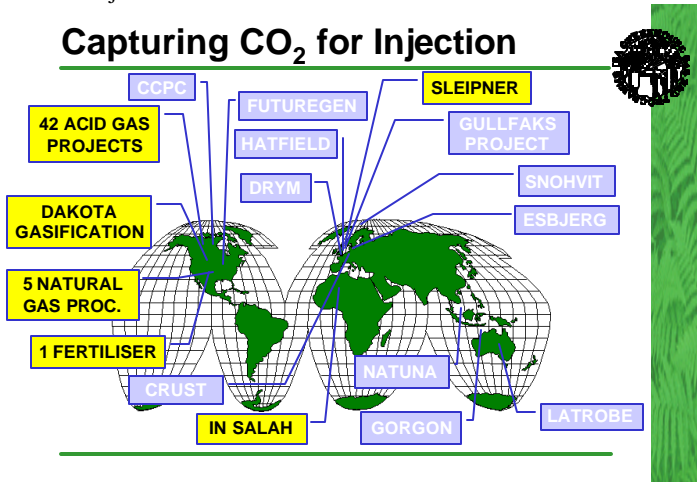 Capturing CO₂ for Injection
CCPC
SLEIPNER
FUTUREGEN
42 ACID GAS
PROJECTS
GULLFAKS
PROJECT
HATFIELD
DRYM
SNOHVIT
DAKOTA
GASIFICATION
ESBJERG
5 NATURAL
GAS PROC.
1 FERTILISER
NATUNA
CRUST
LATROBE
IN SALAH
GORGON